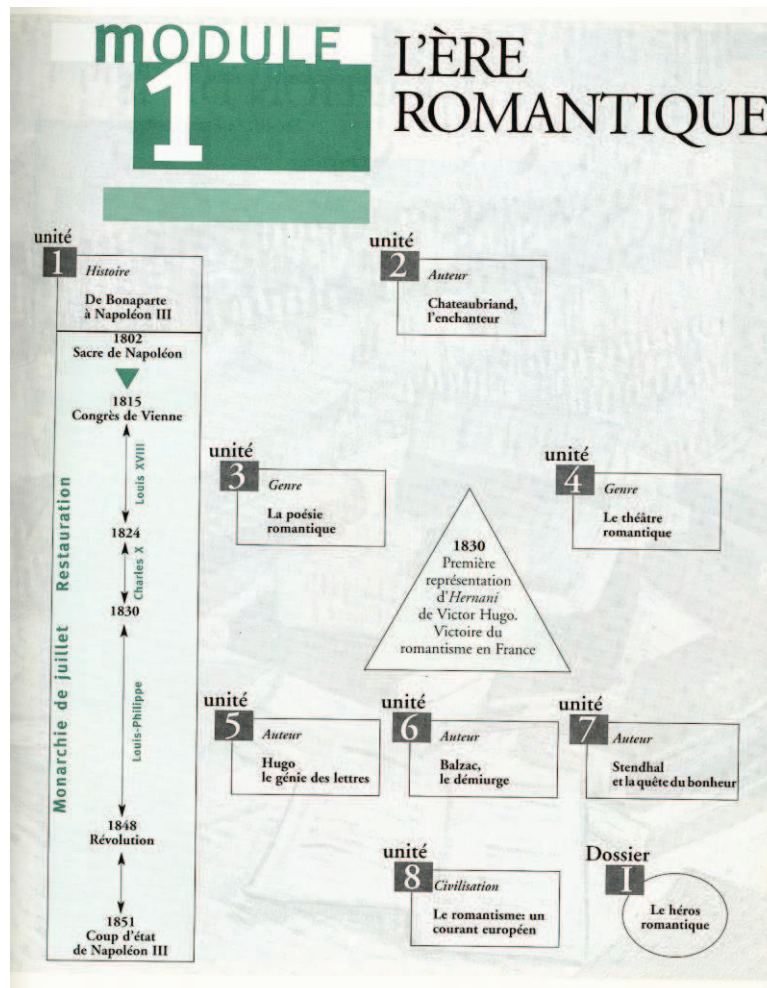 mODULE
1
L'ÈRE
ROMANTIQUE
unité
1
Histoire
De Bonaparte
à Napoléon III
1802
Sacre de Napoléon
1815
Congrès de Vienne
Louis XVIII
1824
Charles X
1830
Louis-Philippe
1848
Révolution
1851
Coup d'état
de Napoléon III
Restauration
Monarchie de juillet
unité
2
Auteur
Chateaubriand,
l'enchanteur
unité
3
Genre
La poésie
romantique
unité
4
Genre
Le théâtre
romantique
1830
Première
représentation
d'Hernani
de Victor Hugo.
Victoire du
romantisme en France
unité
5
Auteur
Hugo
le génie des lettres
unité
6
Auteur
Balzac,
le démiurge
unité
7
Auteur
Stendhal
et la quête du bonheur
unité
8
Civilisation
Le romantisme: un
courant européen
Dossier
I
Le héros
romantique